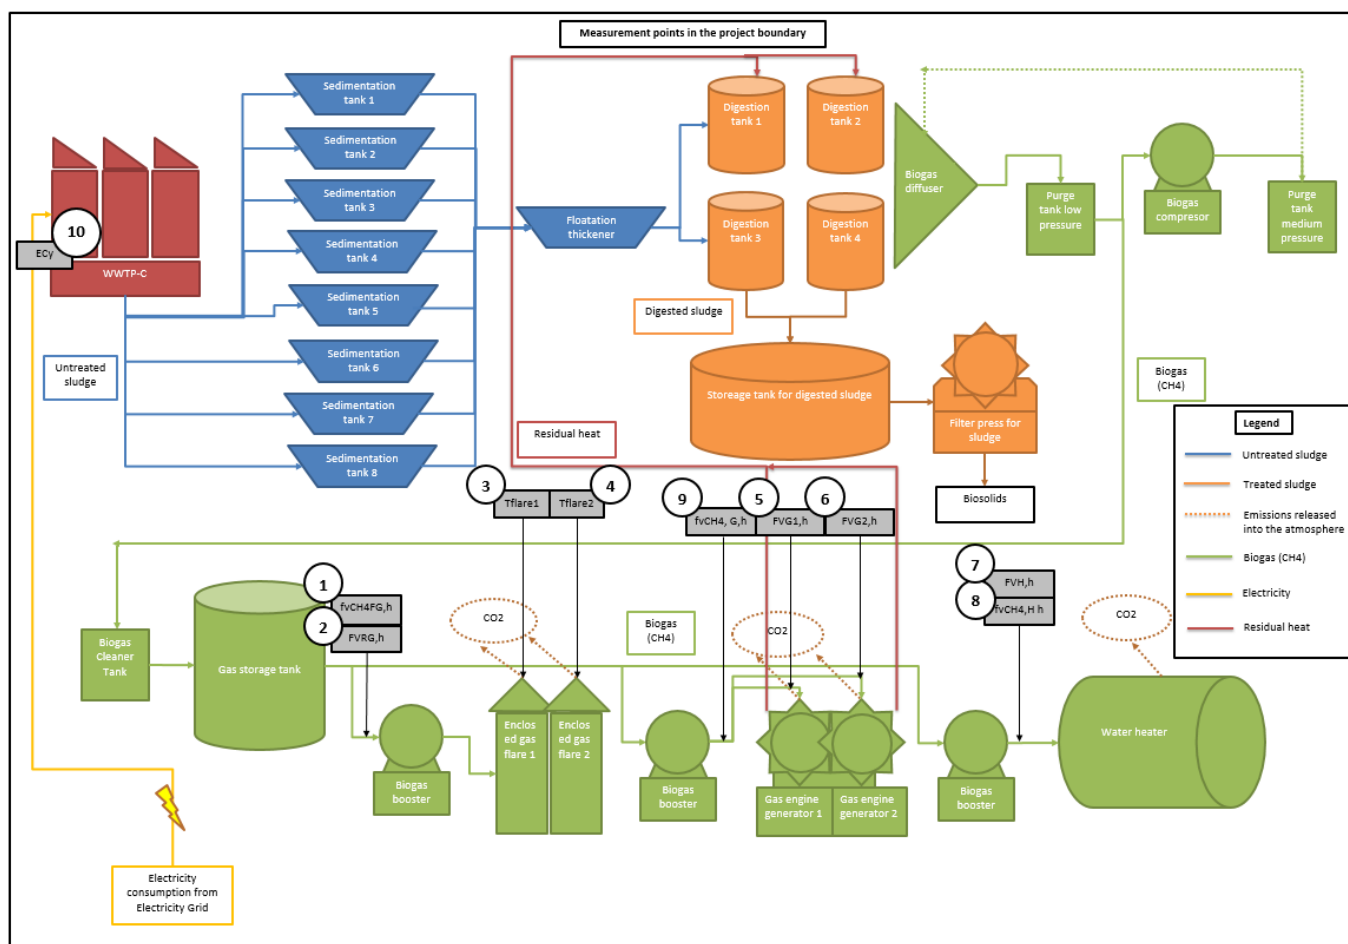 Measurement points in the project boundary
Sedimentation
tank 1
Sedimentation
tank 2
Sedimentation
tank 3
Sedimentation
tank 4
Sedimentation
tank 5
Sedimentation
tank 6
Sedimentation
tank 7
Sedimentation
tank 8
10
ECy
WWTP-C
Untreated
sludge
Floatation
thickener
Digestion
tank 1
Digestion
tank 2
Digestion
tank 3
Digestion
tank 4
Biogas
diffuser
Purge
tank low
pressure
Biogas
compresor
Purge
tank
medium
pressure
Digested sludge
Storeage tank for digested sludge
Filter press for
sludge
Biosolids
Biogas
(CH4)
Residual heat
Legend
Untreated sludge
Treated sludge
Emissions released
into the atmosphere
Biogas (CH4)
Electricity
Residual heat
3
Tflare1
4
Tflare2
9
fvCH4, G,h
5
FVG1,h
6
FVG2,h
7
FVH,h
8
fvCH4,H h
1
fvCH4FG,h
2
FVRG,h
CO2
Biogas
(CH4)
CO2
CO2
Biogas
Cleaner
Tank
Gas storage tank
Biogas
booster
Enclos
ed gas
flare 1
Enclos
ed gas
flare 2
Biogas
booster
Gas engine
generator 1
Gas engine
generator 2
Biogas
booster
Water heater
Electricity
consumption from
Electricity Grid